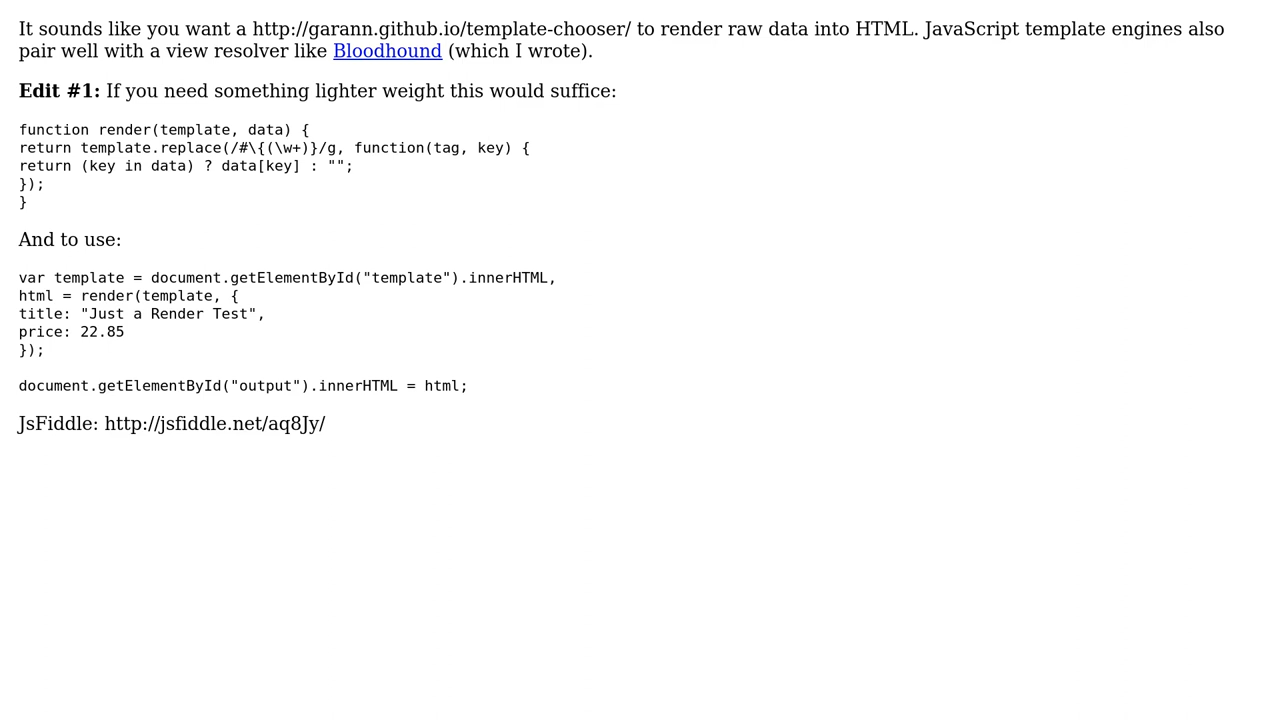 It sounds like you want a http://garann.github.io/template-chooser/ to render raw data into HTML. JavaScript template engines also
pair well with a view resolver like Bloodhound (which I wrote).
Edit #1: If you need something lighter weight this would suffice:
function render(template, data) {
return template.replace(/#\{(\w+)}/g, function(tag, key) {
return (key in data) ? data[key] : "";
});
}
And to use:
var template = document.getElementById("template").innerHTML,
html = render(template, {
title: "Just a Render Test",
price: 22.85
});
document.getElementById("output").innerHTML = html;
JsFiddle: http://jsfiddle.net/aq8Jy/